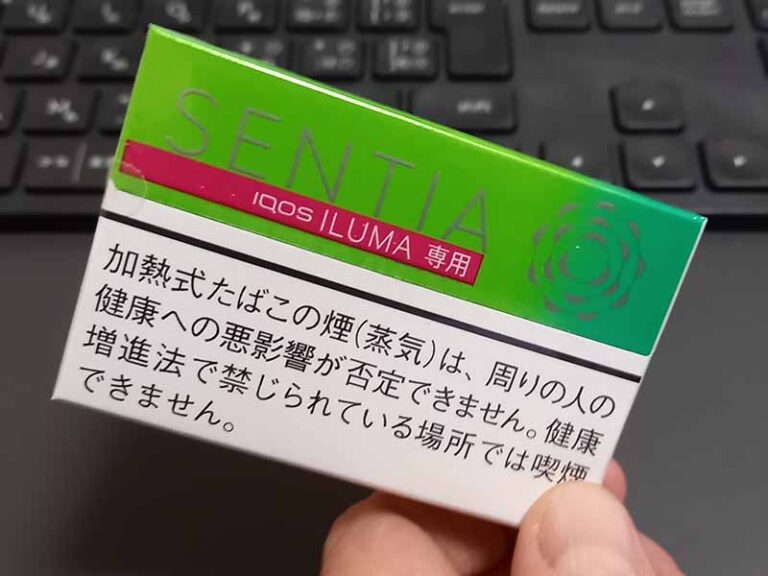 SENTIA
IQOS ILUMA 専用
加熱式たばこの煙(蒸気)は、周りの人の
健康への悪影響が否定できません。健康
増進法で禁じられている場所では喫煙
できません。